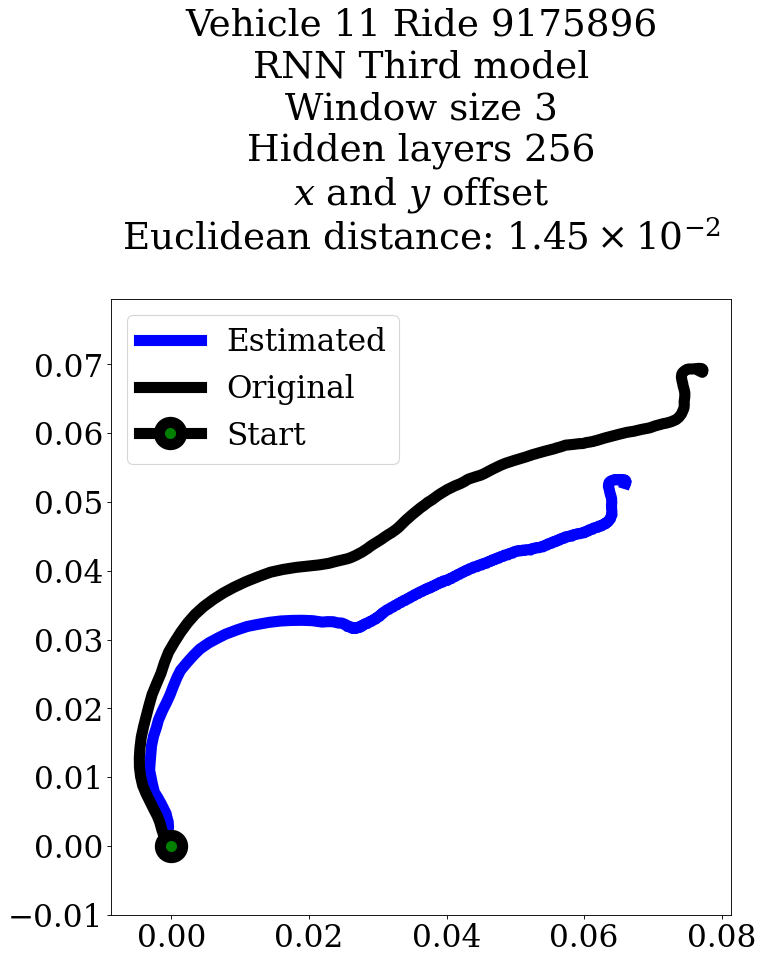 Vehicle 11 Ride 9175896
RNN Third model
Window size 3
Hidden layers 256
x and y offset
Euclidean distance: 1.45 × 10⁻²
Estimated
Original
Start
0.07
0.06
0.05
0.04
0.03
0.02
0.01
0.00
−0.01
0.00 0.02 0.04 0.06 0.08